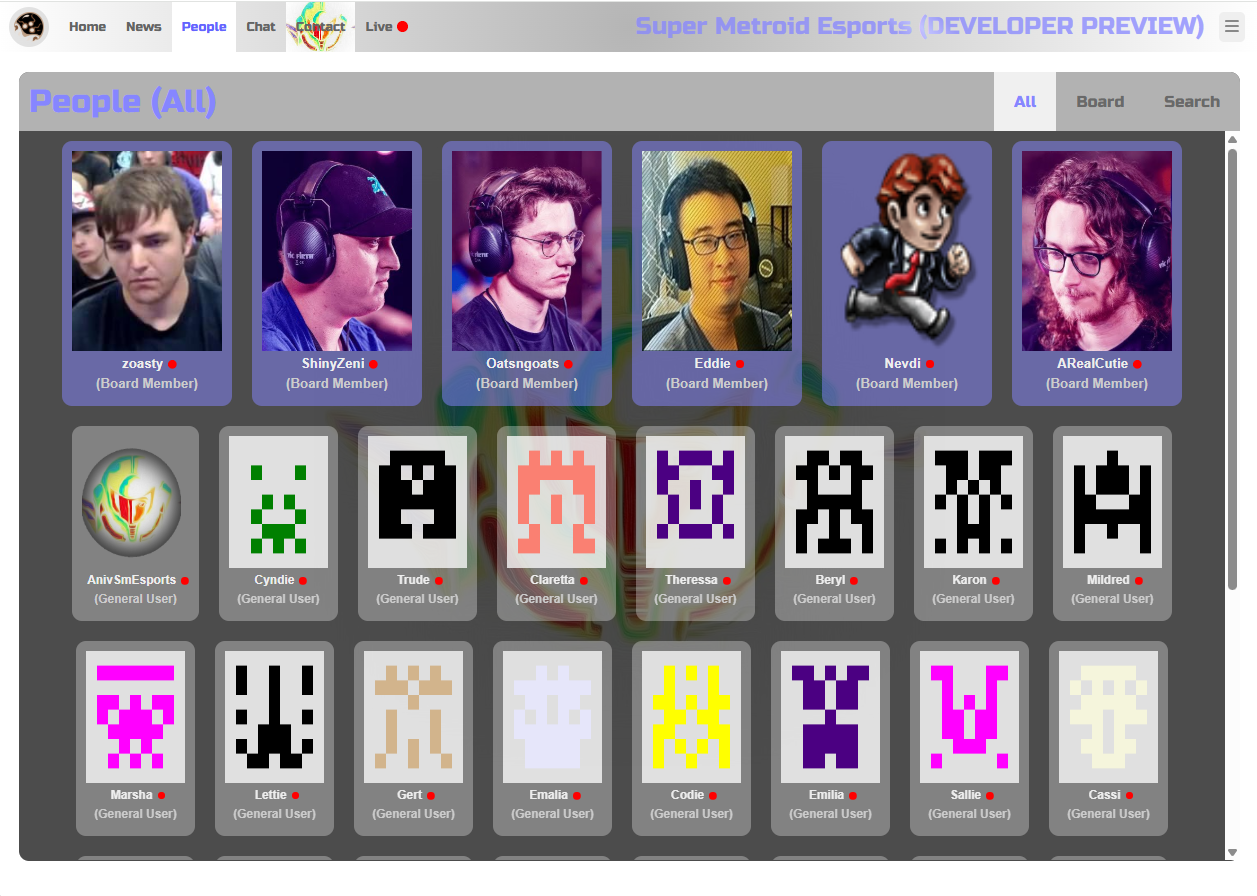 Home News People Chat Contact Live
Super Metroid Esports (DEVELOPER PREVIEW)
People (All)
All Board Search
zoasty ShinyZeni Oatsngoats Eddie Nevdi ARealCutie
(Board Member) (Board Member) (Board Member) (Board Member) (Board Member) (Board Member)
AnivSmEsports Cyndie Trude Claretta Theressa Beryl Karon Mildred
(General User) (General User) (General User) (General User) (General User) (General User) (General User) (General User)
Marsha Lettie Gert Emalia Codie Emilia Sallie Cassi
(General User) (General User) (General User) (General User) (General User) (General User) (General User) (General User)